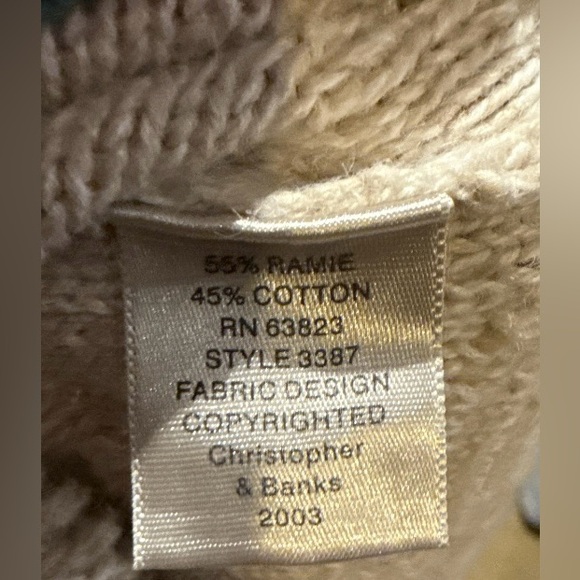 55% RAMIE
45% COTTON
RN 63823
STYLE 3387
FABRIC DESIGN
COPYRIGHTED
Christopher
& Banks
2003